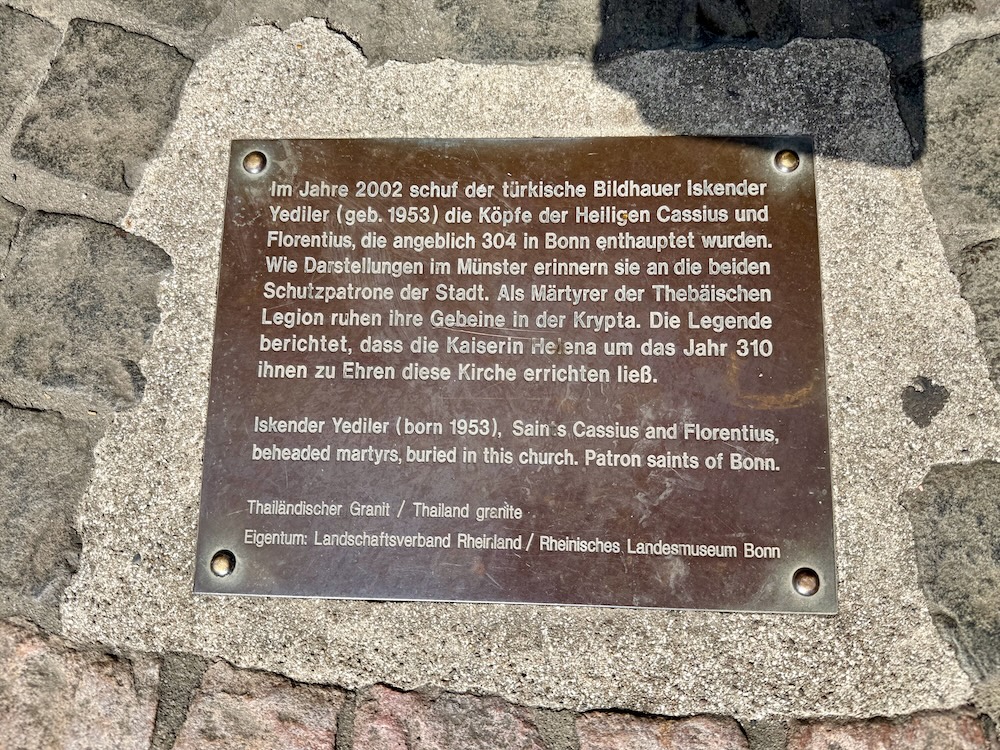 Im Jahre 2002 schuf der türkische Bildhauer Iskender
Yediler (geb. 1953) die Köpfe der Heiligen Cassius und
Florentius, die angeblich 304 in Bonn enthauptet wurden.
Wie Darstellungen im Münster erinnern sie an die beiden
Schutzpatrone der Stadt. Als Märtyrer der Thebäischen
Legion ruhen ihre Gebeine in der Krypta. Die Legende
berichtet, dass die Kaiserin Helena um das Jahr 310
ihnen zu Ehren diese Kirche errichten ließ.
Iskender Yediler (born 1953), Saints Cassius and Florentius,
beheaded martyrs, buried in this church. Patron saints of Bonn.
Thailändischer Granit / Thailand granite
Eigentum: Landschaftsverband Rheinland / Rheinisches Landesmuseum Bonn